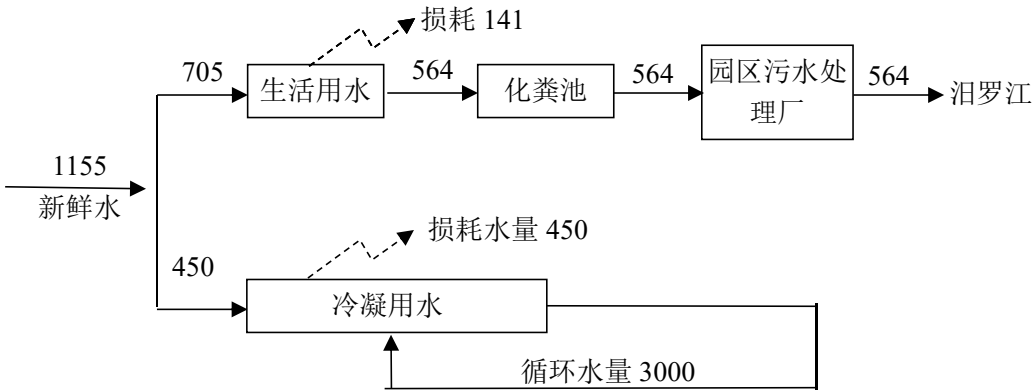 损耗 141
705
生活用水
564
化粪池
564
园区污水处
理厂
564
汨罗江
1155
新鲜水
损耗水量 450
450
冷凝用水
循环水量 3000